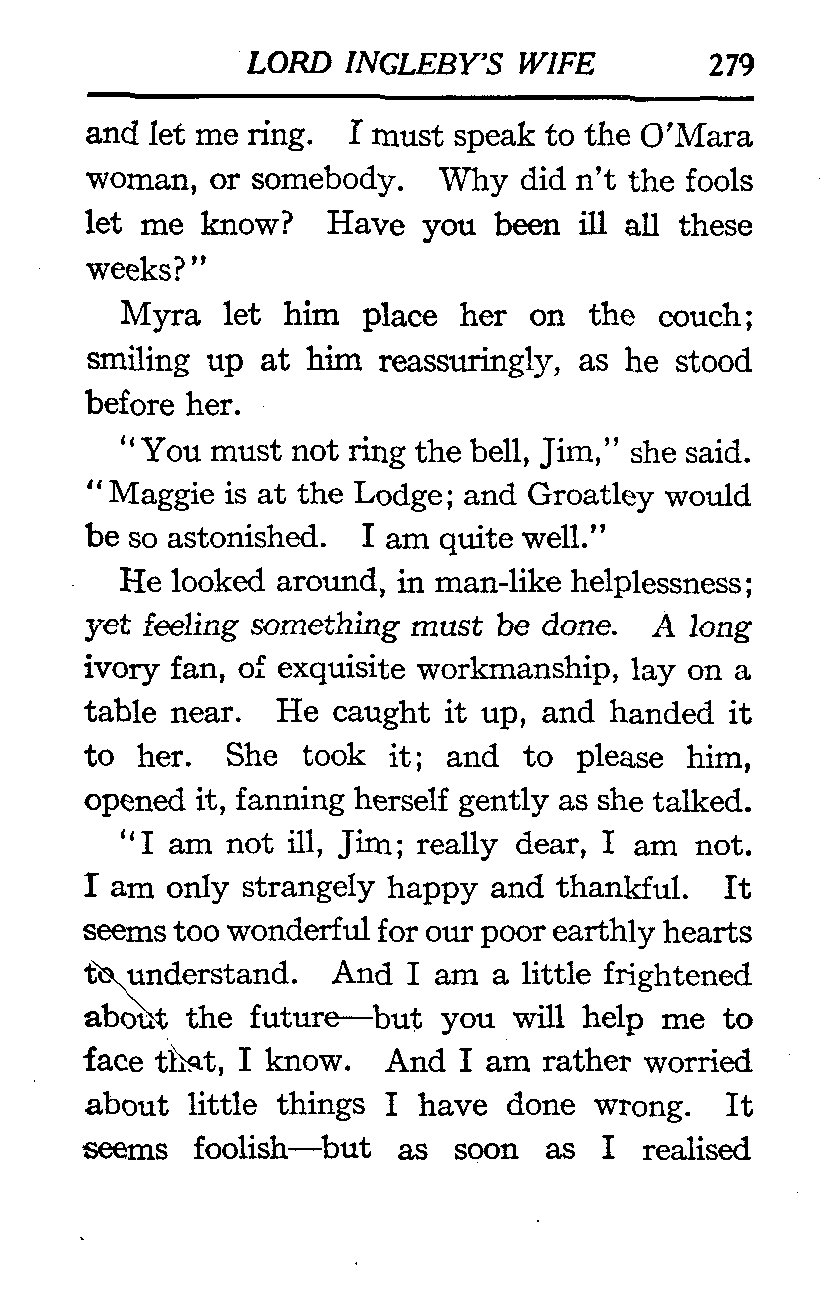 LORD INGLEBY'S WIFE 279
and let me ring. I must speak to the O'Mara
woman, or somebody. Why did n't the fools
let me know? Have you been ill all these
weeks?"
Myra let him place her on the couch;
smiling up at him reassuringly, as he stood
before her.
"You must not ring the bell, Jim," she said.
"Maggie is at the Lodge; and Groatley would
be so astonished. I am quite well."
He looked around, in man-like helplessness;
yet feeling something must be done. A long
ivory fan, of exquisite workmanship, lay on a
table near. He caught it up, and handed it
to her. She took it; and to please him,
opened it, fanning herself gently as she talked.
"I am not ill, Jim; really dear, I am not.
I am only strangely happy and thankful. It
seems too wonderful for our poor earthly hearts
to understand. And I am a little frightened
about the future—but you will help me to
face that, I know. And I am rather worried
about little things I have done wrong. It
seems foolish—but as soon as I realised